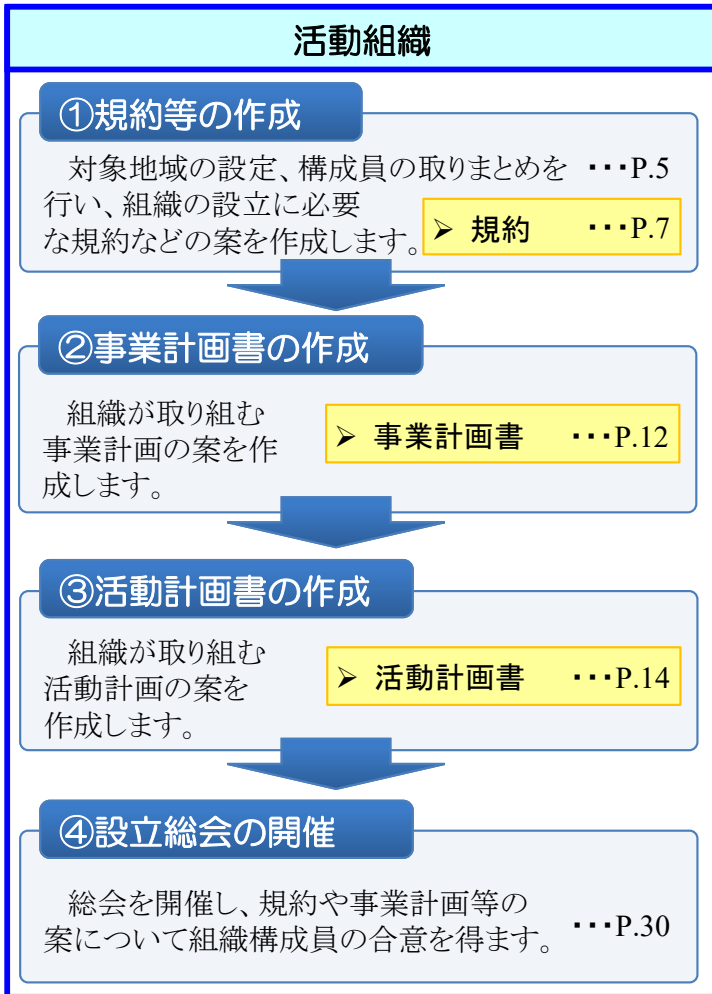 活動組織
①規約等の作成
対象地域の設定、構成員の取りまとめを ・・・P.5
行い、組織の設立に必要
な規約などの案を作成します。
➢ 規約 ・・・P.7
②事業計画書の作成
組織が取り組む
事業計画の案を作
成します。
➢ 事業計画書 ・・・P.12
③活動計画書の作成
組織が取り組む
活動計画の案を
作成します。
➢ 活動計画書 ・・・P.14
④設立総会の開催
総会を開催し、規約や事業計画等の
案について組織構成員の合意を得ます。
・・・P.30